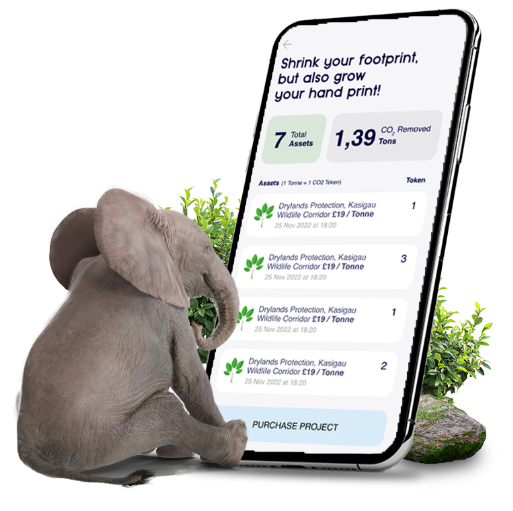 Shrink your footprint,
but also grow
your hand print!
7 Total
Assets
1,39 CO2 Removed
Tons
Assets (1 Tonne = 1 CO2 Token) Token
Drylands Protection, Kasigau 1
Wildlife Corridor £19 / Tonne
25 Nov 2022 at 18:20
Drylands Protection, Kasigau 3
Wildlife Corridor £19 / Tonne
25 Nov 2022 at 18:20
Drylands Protection, Kasigau 1
Wildlife Corridor £19 / Tonne
25 Nov 2022 at 18:20
Drylands Protection, Kasigau 2
Wildlife Corridor £19 / Tonne
25 Nov 2022 at 18:20
PURCHASE PROJECT